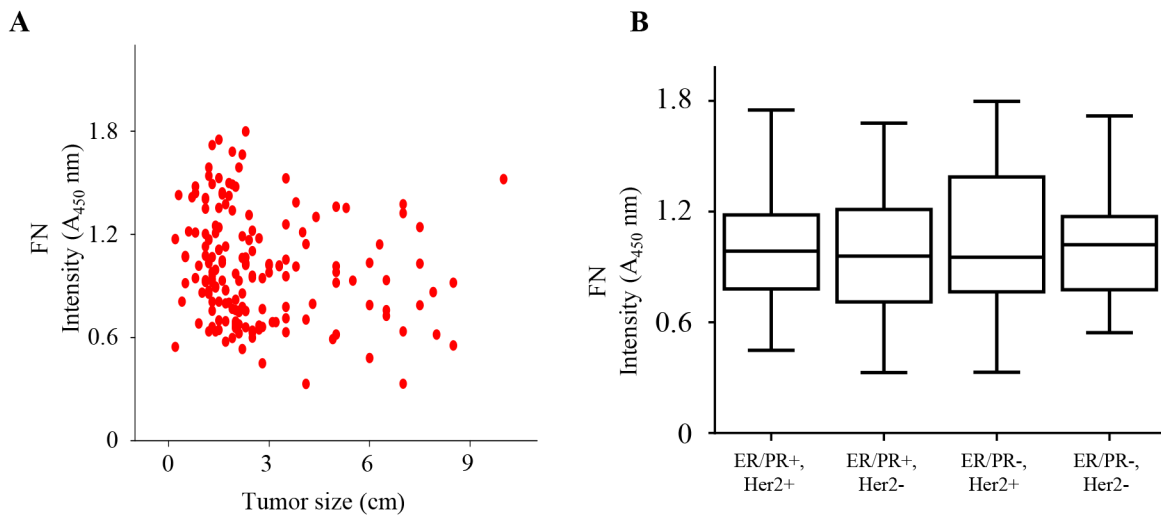 A
FN
Intensity (A450 nm)
1.8
1.2
0.6
0
0
3
6
9
Tumor size (cm)
B
FN
Intensity (A450 nm)
1.8
1.2
0.6
0
ER/PR+,
Her2+
ER/PR+,
Her2-
ER/PR-,
Her2+
ER/PR-,
Her2-